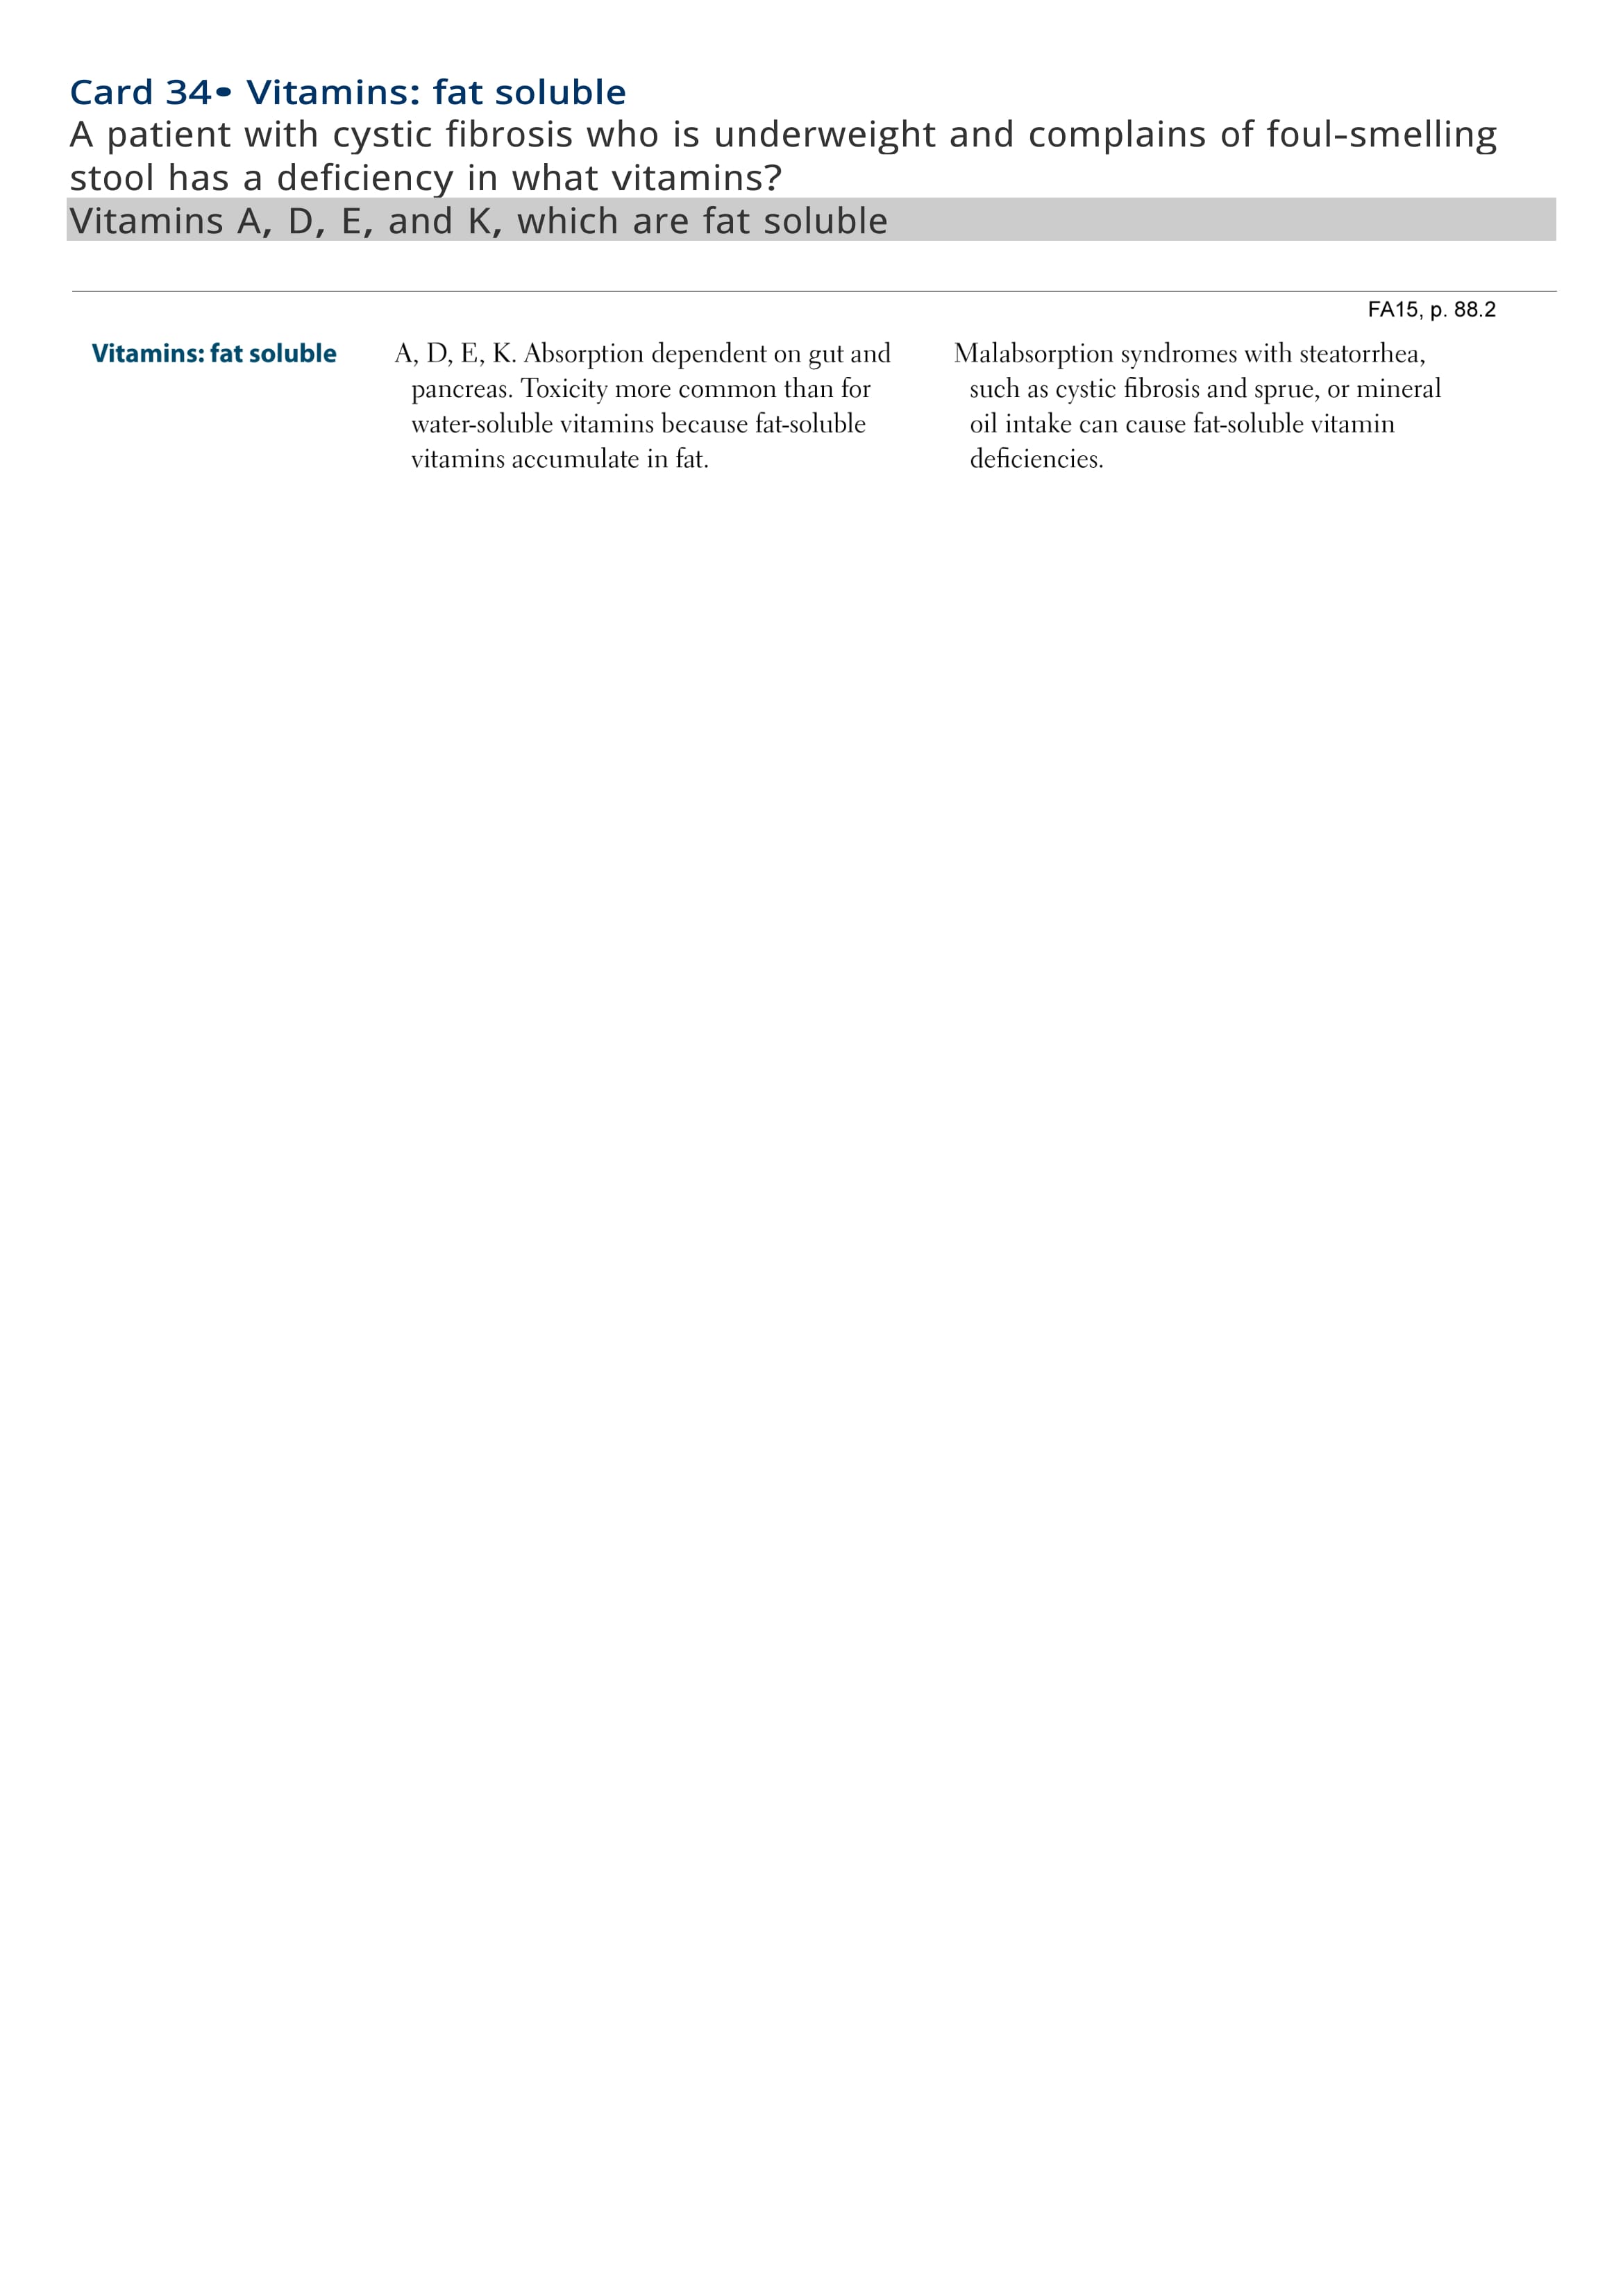 Card 34• Vitamins: fat soluble
A patient with cystic fibrosis who is underweight and complains of foul-smelling
stool has a deficiency in what vitamins?
Vitamins A, D, E, and K, which are fat soluble
FA15, p. 88.2
Vitamins: fat soluble
A, D, E, K. Absorption dependent on gut and
pancreas. Toxicity more common than for
water-soluble vitamins because fat-soluble
vitamins accumulate in fat.
Malabsorption syndromes with steatorrhea,
such as cystic fibrosis and sprue, or mineral
oil intake can cause fat-soluble vitamin
deficiencies.